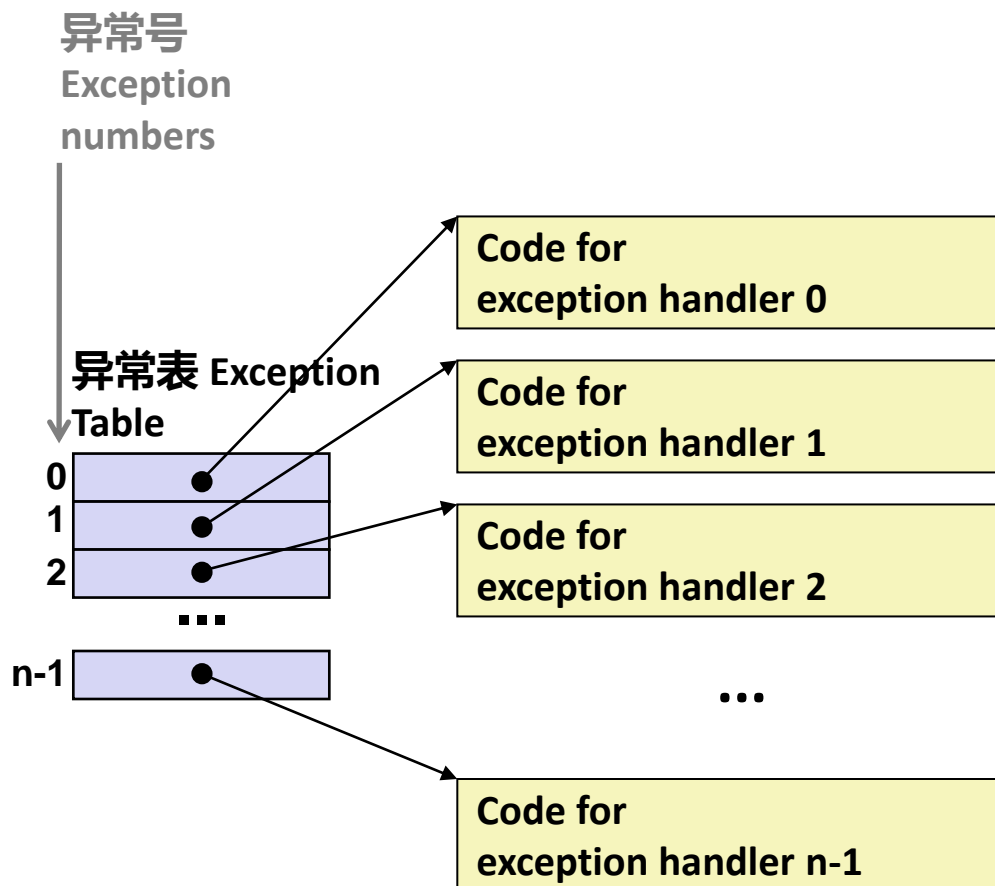 异常号
Exception
numbers
Code for
exception handler 0
异常表 Exception
Table
Code for
exception handler 1
0
1
2
Code for
exception handler 2
...
n-1
...
Code for
exception handler n-1